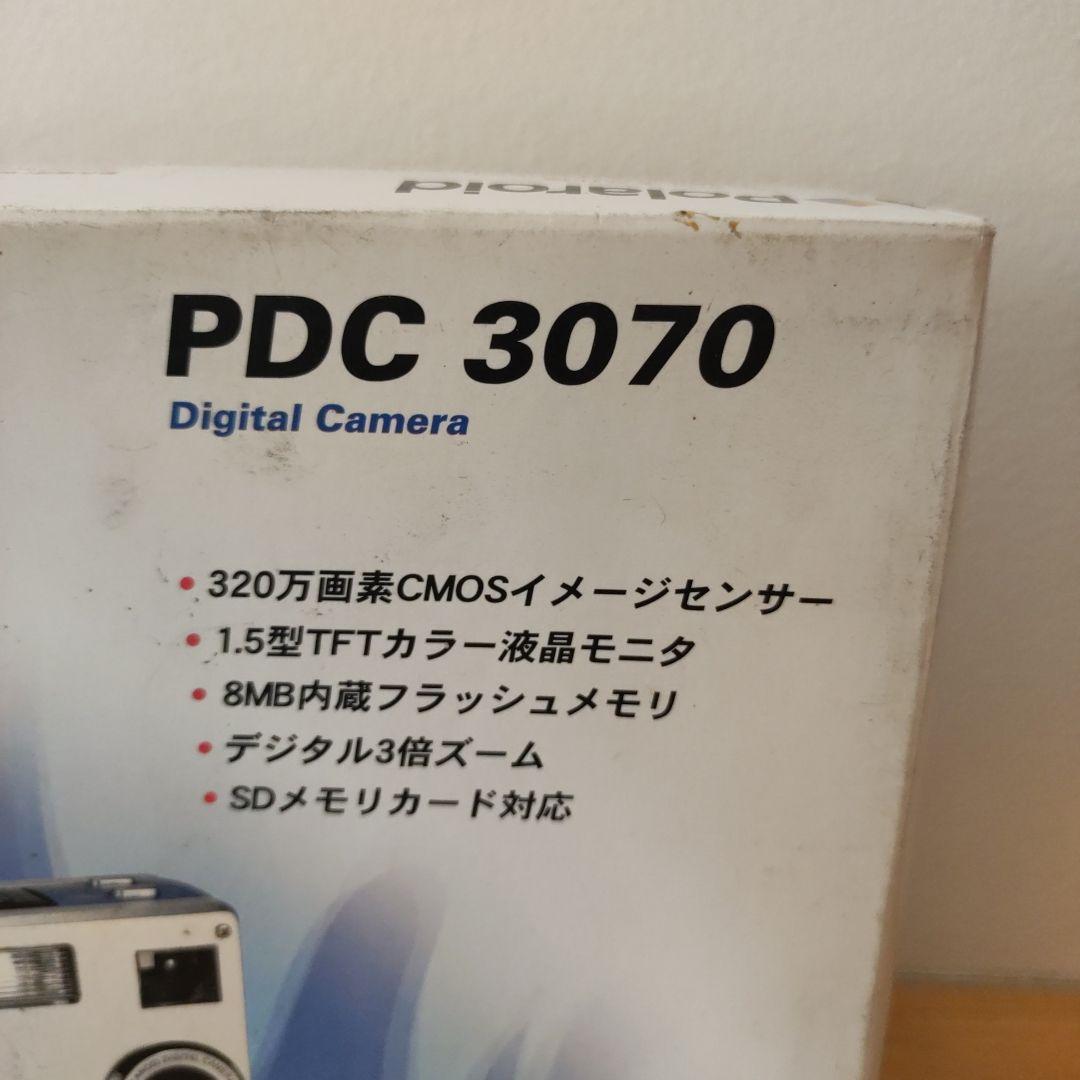 Polaroid
PDC 3070
Digital Camera
• 320万画素CMOSイメージセンサー
• 1.5型TFTカラー液晶モニタ
• 8MB内蔵フラッシュメモリ
• デジタル3倍ズーム
• SDメモリカード対応
DIGITAL CAMERA